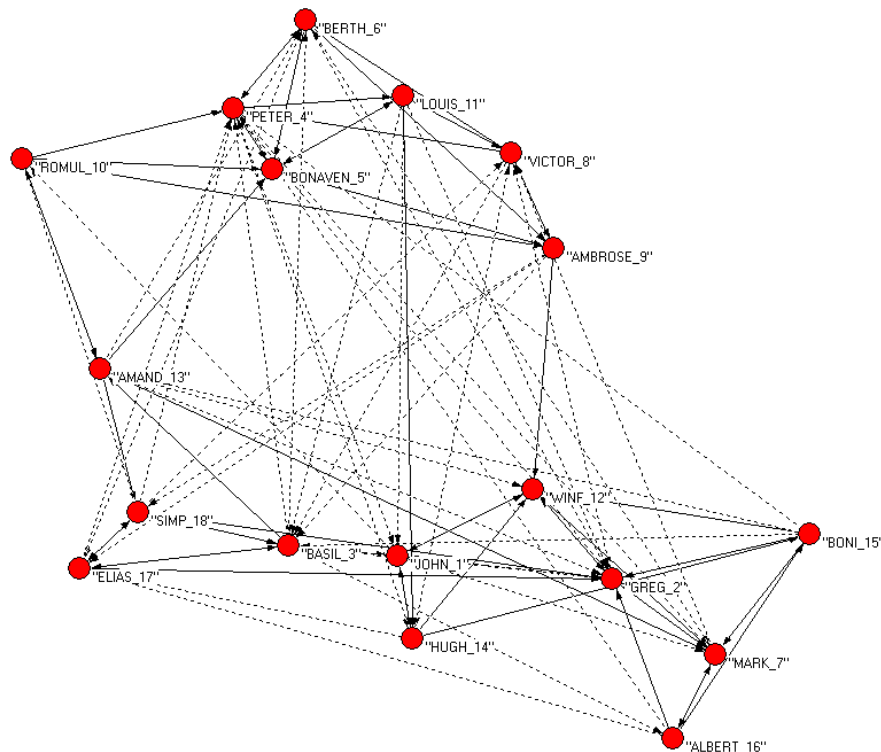 "BERTH_6"
"LOUIS_11"
"PETER_4"
"VICTOR_8"
"ROMUL_10"
"BONAVEN_5"
"AMBROSE_9"
"AMAND_13"
"WINF_12"
"SIMP_18"
"BONI_15"
"BASIL_3"
"JOHN_1"
"ELIAS_17"
"GREG_2"
"HUGH_14"
"MARK_7"
"ALBERT_16"